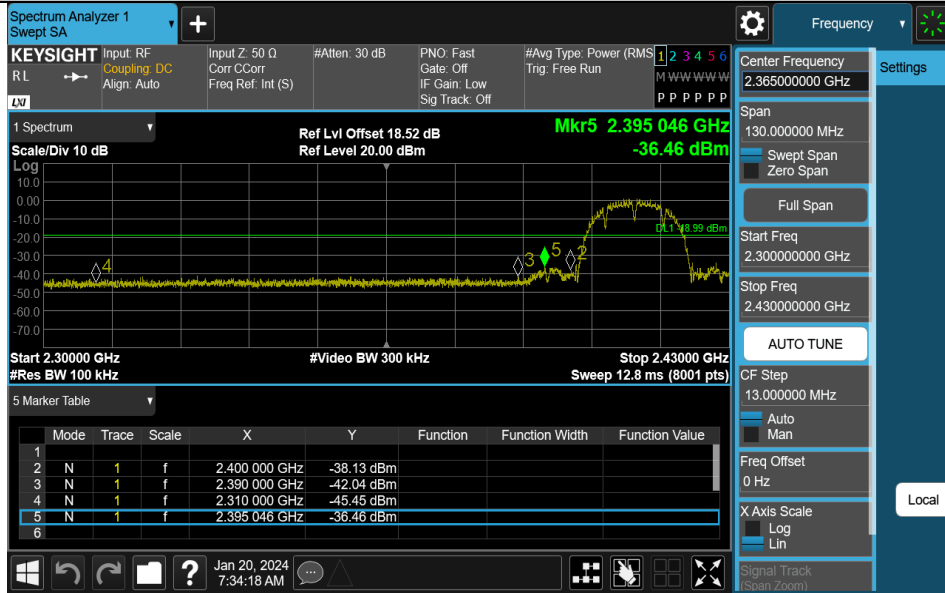 Spectrum Analyzer 1
Swept SA
+
Frequency
KEYSIGHT
R L
LXI
Input: RF
Coupling: DC
Align: Auto
Input Z: 50 Ω
Corr CCorr
Freq Ref: Int (S)
#Atten: 30 dB
PNO: Fast
Gate: Off
IF Gain: Low
Sig Track: Off
#Avg Type: Power (RMS
Trig: Free Run
1 2 3 4 5 6
M W W W W W
P P P P P P
1 Spectrum
Scale/Div 10 dB
Ref Lvl Offset 18.52 dB
Ref Level 20.00 dBm
Mkr5 2.395 046 GHz
-36.46 dBm
Log
10.0
0.00
-10.0
-20.0
-30.0
-40.0
-50.0
-60.0
-70.0
DL1 -18.99 dBm
4
3
5
2
Start 2.30000 GHz
#Video BW 300 kHz
Stop 2.43000 GHz
#Res BW 100 kHz
Sweep 12.8 ms (8001 pts)
5 Marker Table
Mode Trace Scale X Y Function Function Width Function Value
1
2 N 1 f 2.400 000 GHz -38.13 dBm
3 N 1 f 2.390 000 GHz -42.04 dBm
4 N 1 f 2.310 000 GHz -45.45 dBm
5 N 1 f 2.395 046 GHz -36.46 dBm
6
Center Frequency
2.365000000 GHz
Settings
Span
130.000000 MHz
Swept Span
Zero Span
Full Span
Start Freq
2.300000000 GHz
Stop Freq
2.430000000 GHz
AUTO TUNE
CF Step
13.000000 MHz
Auto
Man
Freq Offset
0 Hz
X Axis Scale
Log
Lin
Signal Track
(Span Zoom)
Local
?
Jan 20, 2024
7:34:18 AM